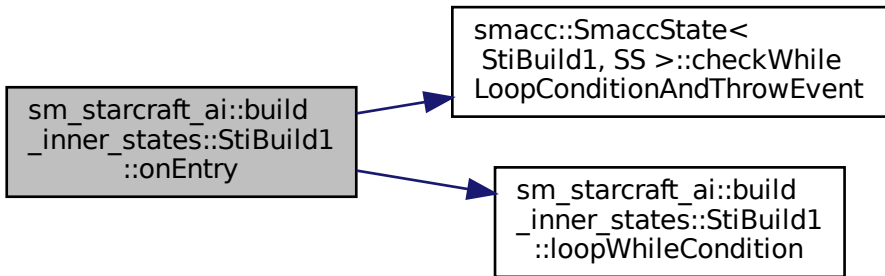 sm_starcraft_ai::build
_inner_states::StiBuild1
::onEntry
smacc::SmaccState<
StiBuild1, SS >::checkWhile
LoopConditionAndThrowEvent
sm_starcraft_ai::build
_inner_states::StiBuild1
::loopWhileCondition